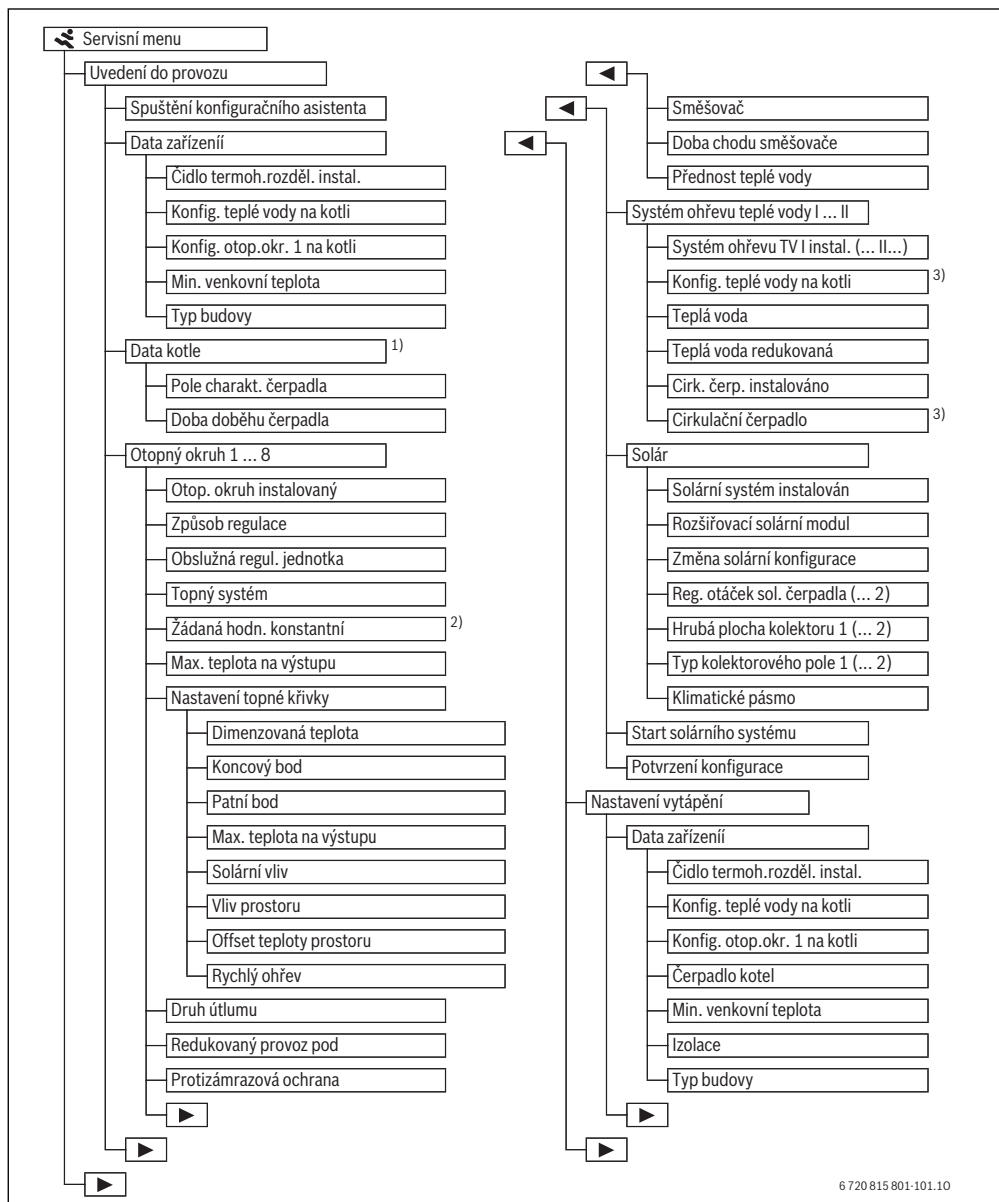 Servisní menu
Uvedení do provozu
Spuštění konfiguračního asistenta
Data zařízeníí
Čidlo termoh.rozděl. instal.
Konfig. teplé vody na kotli
Konfig. otop.okr. 1 na kotli
Min. venkovní teplota
Typ budovy
Data kotle 1)
Pole charakt. čerpadla
Doba doběhu čerpadla
Otopný okruh 1 ... 8
Otop. okruh instalovaný
Způsob regulace
Obslužná regul. jednotka
Topný systém
Žádaná hodn. konstantní 2)
Max. teplota na výstupu
Nastavení topné křivky
Dimenzovaná teplota
Koncový bod
Patní bod
Max. teplota na výstupu
Solární vliv
Vliv prostoru
Offset teploty prostoru
Rychlý ohřev
Druh útlumu
Redukovaný provoz pod
Protizámrazová ochrana
Směšovač
Doba chodu směšovače
Přednost teplé vody
Systém ohřevu teplé vody I ... II
Systém ohřevu TV I instal. (... II...)
Konfig. teplé vody na kotli 3)
Teplá voda
Teplá voda redukovaná
Cirk. čerp. instalováno
Cirkulační čerpadlo 3)
Solár
Solární systém instalován
Rozšiřovací solární modul
Změna solární konfigurace
Reg. otáček sol. čerpadla (... 2)
Hrubá plocha kolektoru 1 (... 2)
Typ kolektorového pole 1 (... 2)
Klimatické pásmo
Start solárního systému
Potvrzení konfigurace
Nastavení vytápění
Data zařízeníí
Čidlo termoh.rozděl. instal.
Konfig. teplé vody na kotli
Konfig. otop.okr. 1 na kotli
Čerpadlo kotel
Min. venkovní teplota
Izolace
Typ budovy
6 720 815 801-101.1O